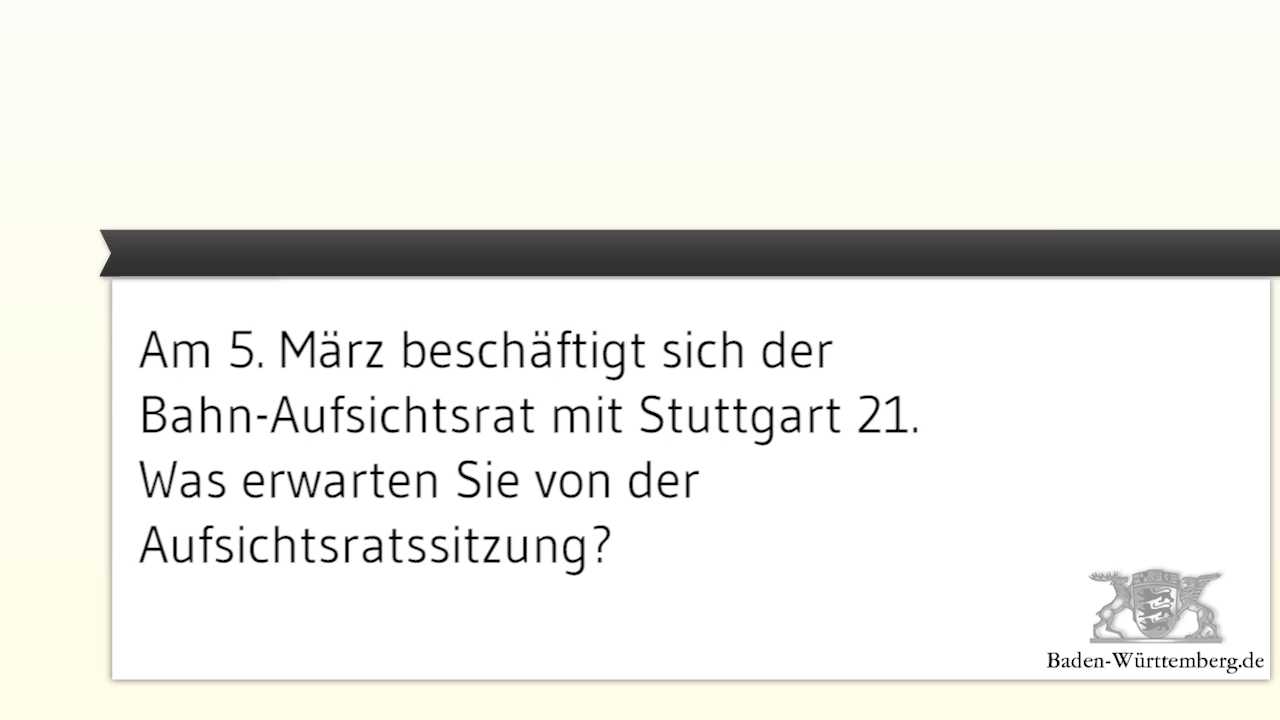 Am 5. März beschäftigt sich der
Bahn-Aufsichtsrat mit Stuttgart 21.
Was erwarten Sie von der
Aufsichtsratssitzung?
Baden-Württemberg.de